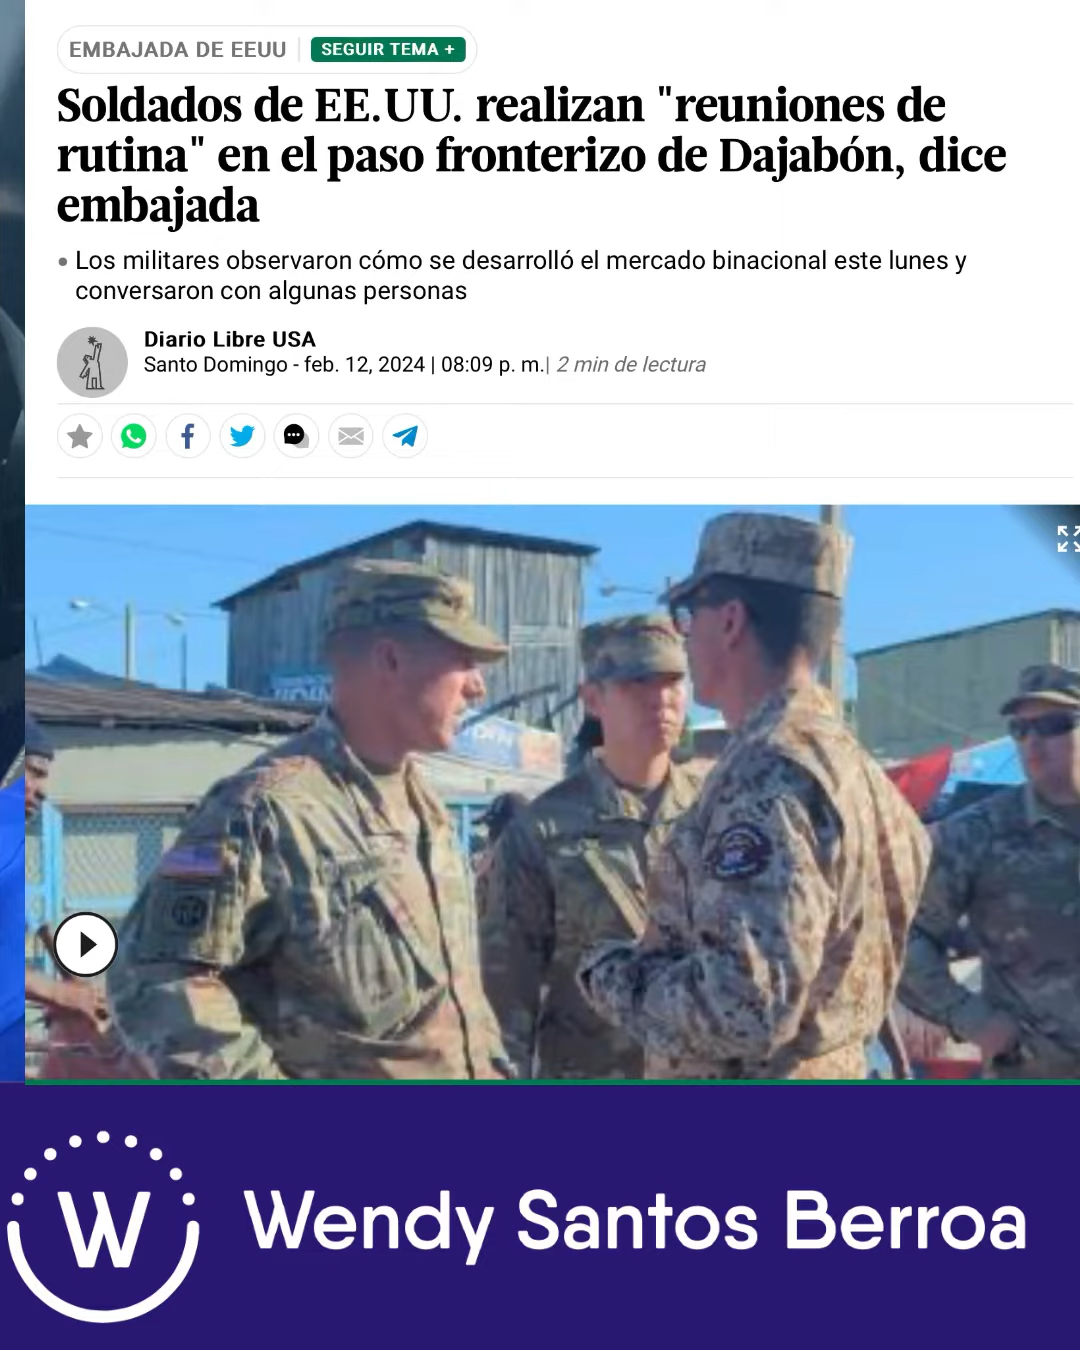 EMBAJADA DE EEUU | SEGUIR TEMA +
Soldados de EE.UU. realizan "reuniones de
rutina" en el paso fronterizo de Dajabón, dice
embajada
• Los militares observaron cómo se desarrolló el mercado binacional este lunes y
conversaron con algunas personas
Diario Libre USA
Santo Domingo - feb. 12, 2024 | 08:09 p. m.| 2 min de lectura
W
Wendy Santos Berroa